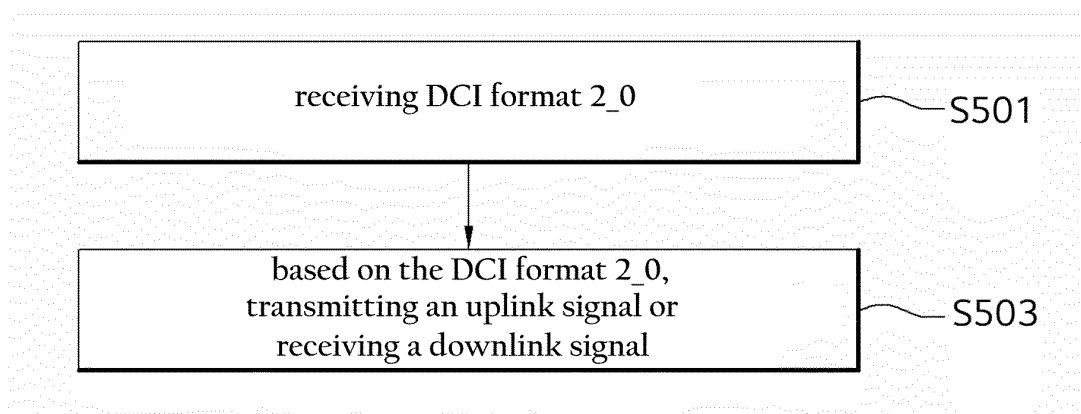 receiving DCI format 2_0
S501
based on the DCI format 2_0,
transmitting an uplink signal or
receiving a downlink signal
S503